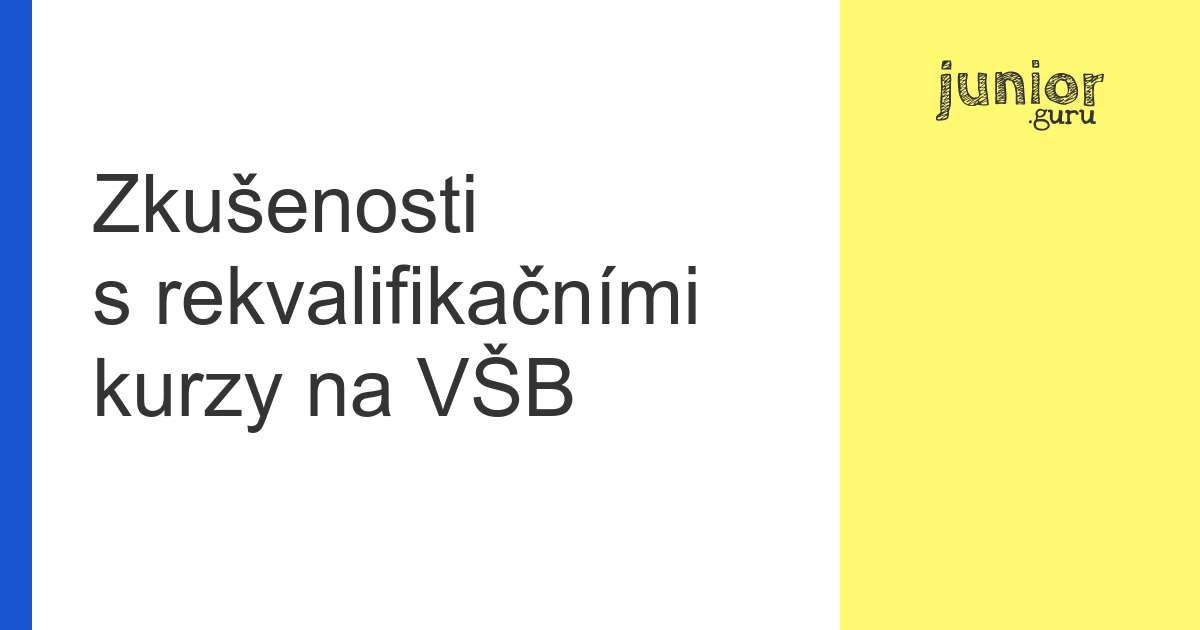 Zkušenosti
s rekvalifikačními
kurzy na VŠB
junior
.guru